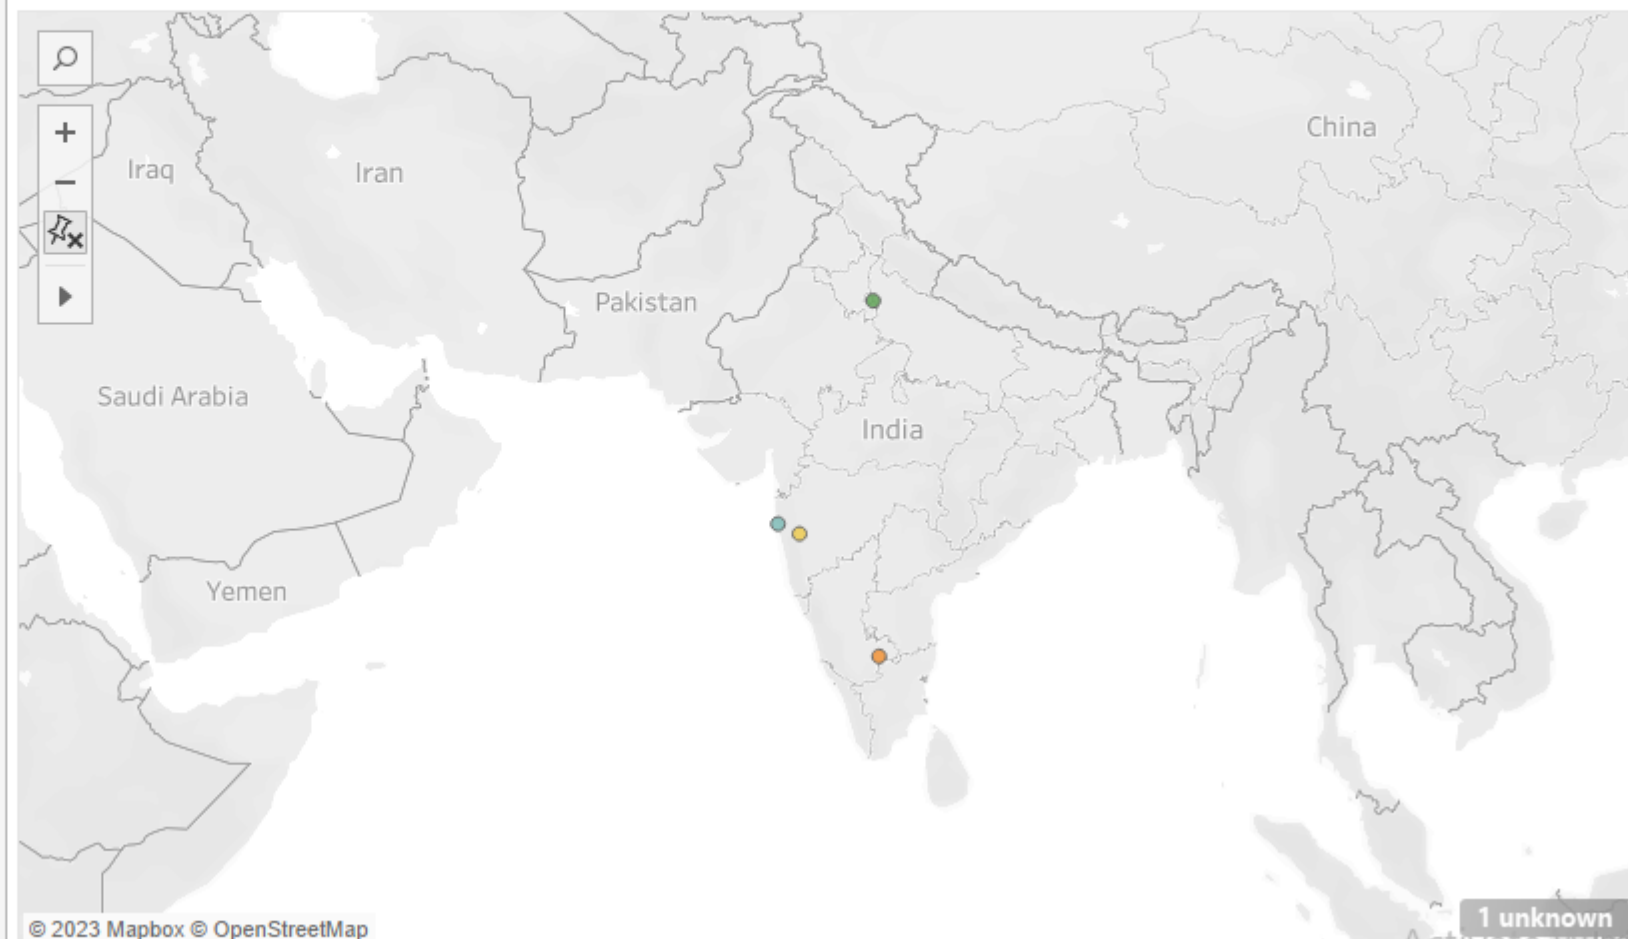 China
Iraq
Iran
Pakistan
Saudi Arabia
India
Yemen
1 unknown
© 2023 Mapbox © OpenStreetMap